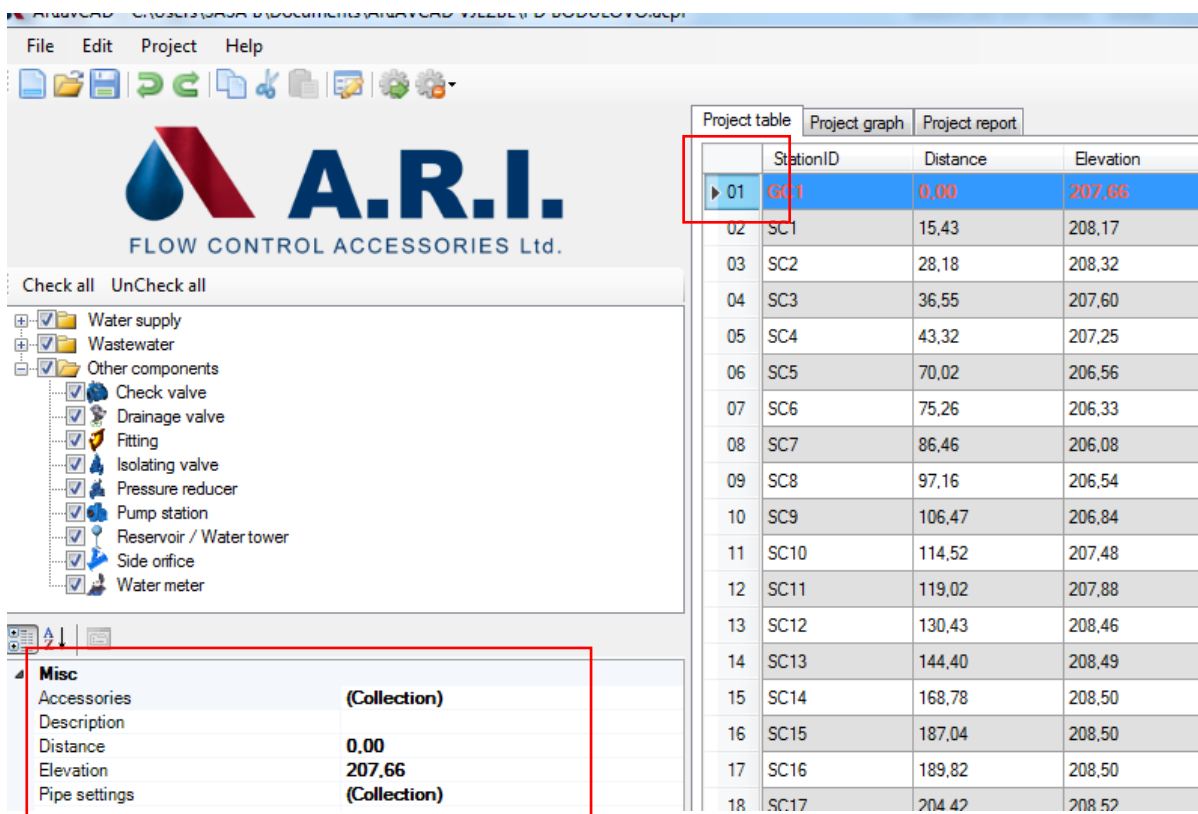 File Edit Project Help
A.R.I.
FLOW CONTROL ACCESSORIES Ltd.
Check all UnCheck all
Water supply
Wastewater
Other components
Check valve
Drainage valve
Fitting
Isolating valve
Pressure reducer
Pump station
Reservoir / Water tower
Side orifice
Water meter
Misc
Accessories (Collection)
Description
Distance 0,00
Elevation 207,66
Pipe settings (Collection)
Project table Project graph Project report
StationID Distance Elevation
01 GC1 0,00 207,66
02 SC1 15,43 208,17
03 SC2 28,18 208,32
04 SC3 36,55 207,60
05 SC4 43,32 207,25
06 SC5 70,02 206,56
07 SC6 75,26 206,33
08 SC7 86,46 206,08
09 SC8 97,16 206,54
10 SC9 106,47 206,84
11 SC10 114,52 207,48
12 SC11 119,02 207,88
13 SC12 130,43 208,46
14 SC13 144,40 208,49
15 SC14 168,78 208,50
16 SC15 187,04 208,50
17 SC16 189,82 208,50
18 SC17 204,42 208,52